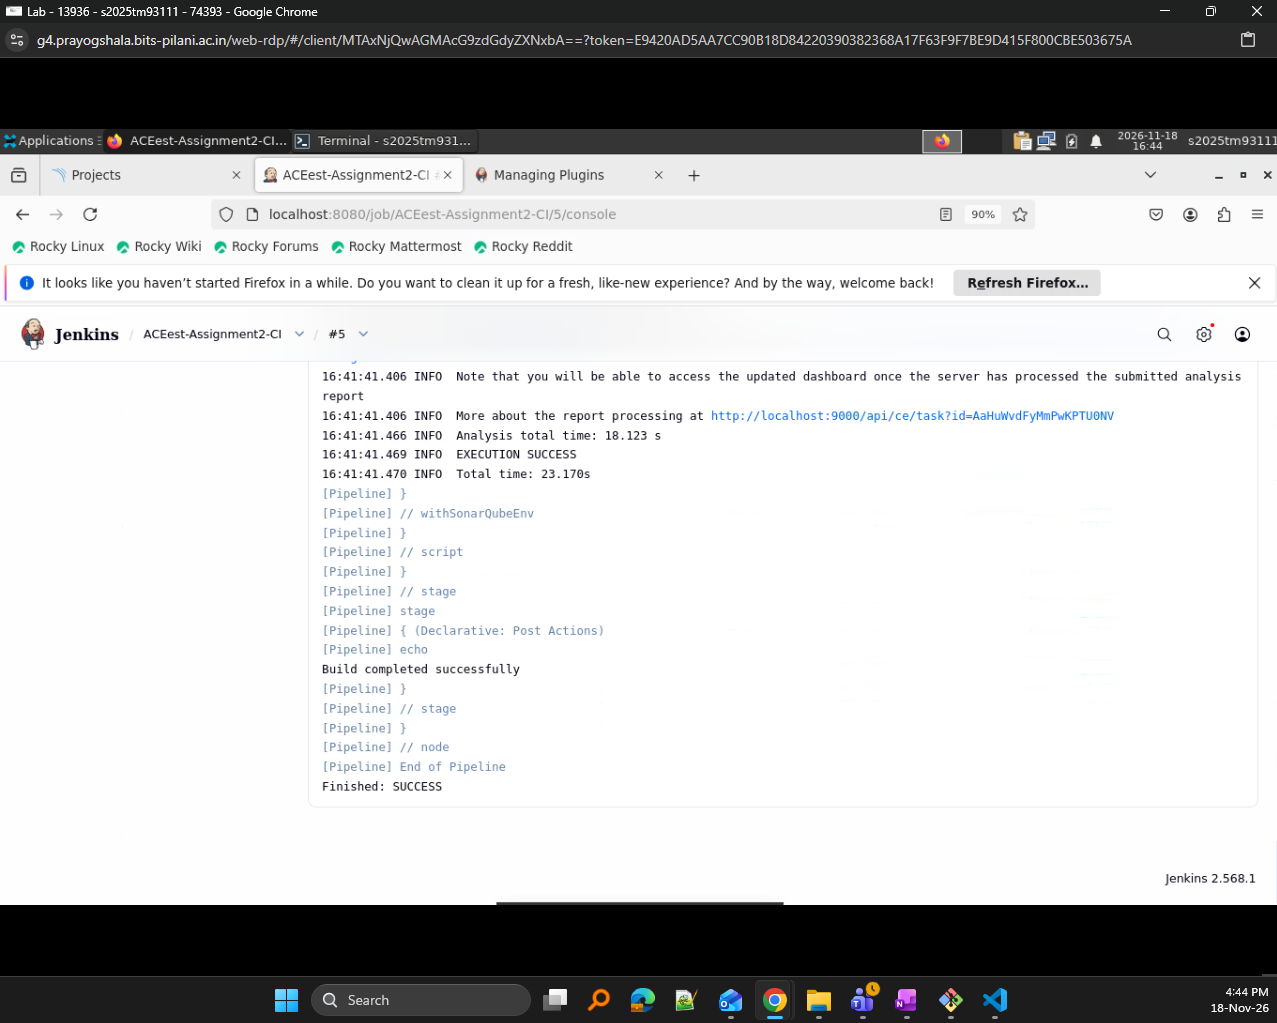 Lab - 13936 - s2025tm93111 - 74393 - Google Chrome
g4.prayogshala.bits-pilani.ac.in/web-rdp/#/client/MTAxNjQwAGMAcG9zdGdyZXNxbA==?token=E9420AD5AA7CC90B18D84220390382368A17F63F9F7BE9D415F800CBE503675A
Applications
ACEest-Assignment2-CI...
Terminal - s2025tm931...
2026-11-18
16:44
s2025tm93111
Projects
ACEest-Assignment2-CI
Managing Plugins
localhost:8080/job/ACEest-Assignment2-CI/5/console
90%
Rocky Linux
Rocky Wiki
Rocky Forums
Rocky Mattermost
Rocky Reddit
It looks like you haven't started Firefox in a while. Do you want to clean it up for a fresh, like-new experience? And by the way, welcome back!
Refresh Firefox...
Jenkins / ACEest-Assignment2-CI / #5
16:41:41.406 INFO  Note that you will be able to access the updated dashboard once the server has processed the submitted analysis
report
16:41:41.406 INFO  More about the report processing at http://localhost:9000/api/ce/task?id=AaHuWvdFyMmPwKPTU0NV
16:41:41.466 INFO  Analysis total time: 18.123 s
16:41:41.469 INFO  EXECUTION SUCCESS
16:41:41.470 INFO  Total time: 23.170s
[Pipeline] }
[Pipeline] // withSonarQubeEnv
[Pipeline] }
[Pipeline] // script
[Pipeline] }
[Pipeline] // stage
[Pipeline] stage
[Pipeline] { (Declarative: Post Actions)
[Pipeline] echo
Build completed successfully
[Pipeline] }
[Pipeline] // stage
[Pipeline] }
[Pipeline] // node
[Pipeline] End of Pipeline
Finished: SUCCESS
Jenkins 2.568.1
Search
4:44 PM
18-Nov-26